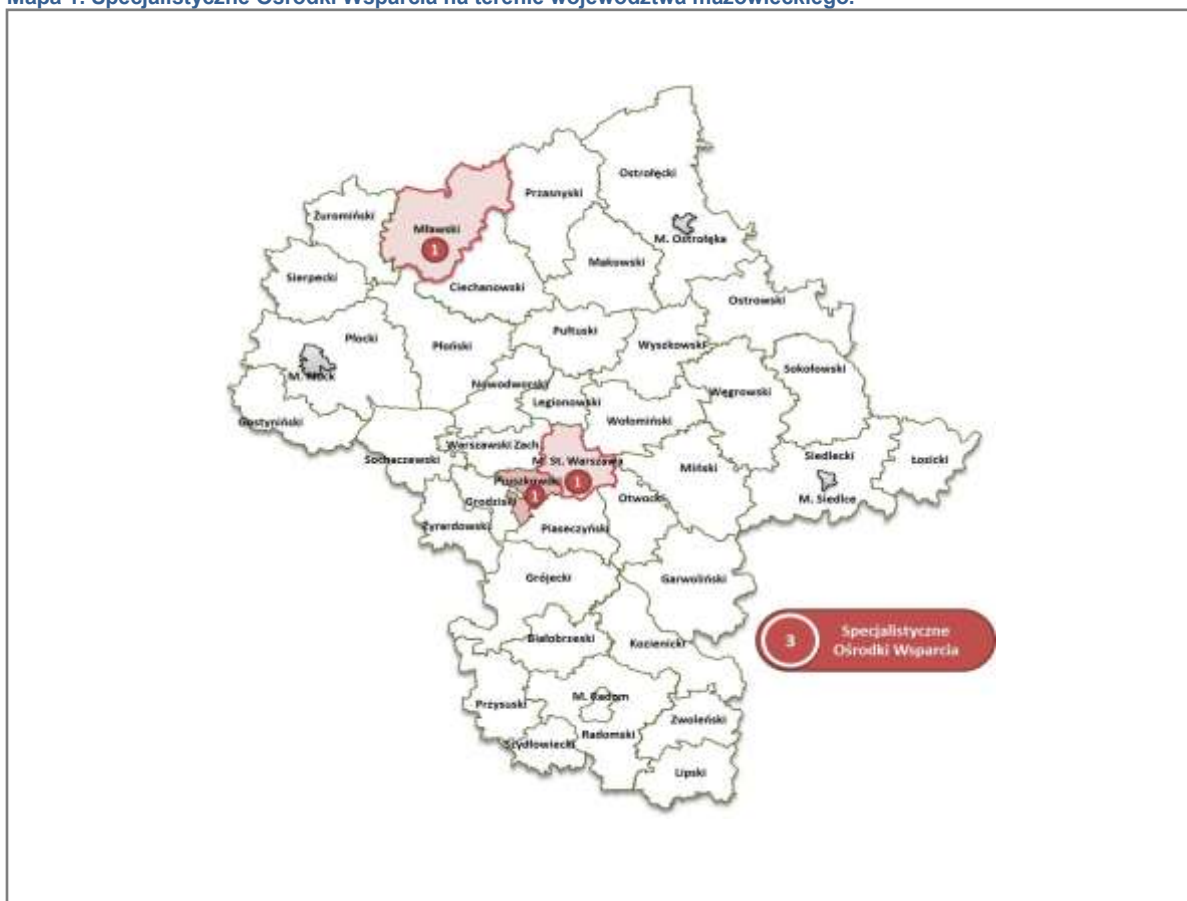 Mapa 1. Specjalistyczne Ośrodki Wsparcia na terenie województwa mazowieckiego.
Ostrołęcki
Przasnyski
Żuromiński
Mławski
1
M. Ostrołęka
Makowski
Sierpecki
Ciechanowski
Ostrowski
Płocki
Płoński
Pułtuski
Wyszkowski
Sokołowski
M. Płock
Nowodworski
Węgrowski
Legionowski
Gostyniński
Wołomiński
Warszawski Zach
Sochaczewski
M. St. Warszawa
Siedlecki
Łosicki
Miński
Pruszkowski
1
1
Grodziski
Otwocki
M. Siedlce
Żyrardowski
Piaseczyński
Grójecki
Garwoliński
Białobrzeski
Kozienicki
3
Specjalistyczne
Ośrodki Wsparcia
M. Radom
Przysuski
Zwoleński
Radomski
Szydłowiecki
Lipski